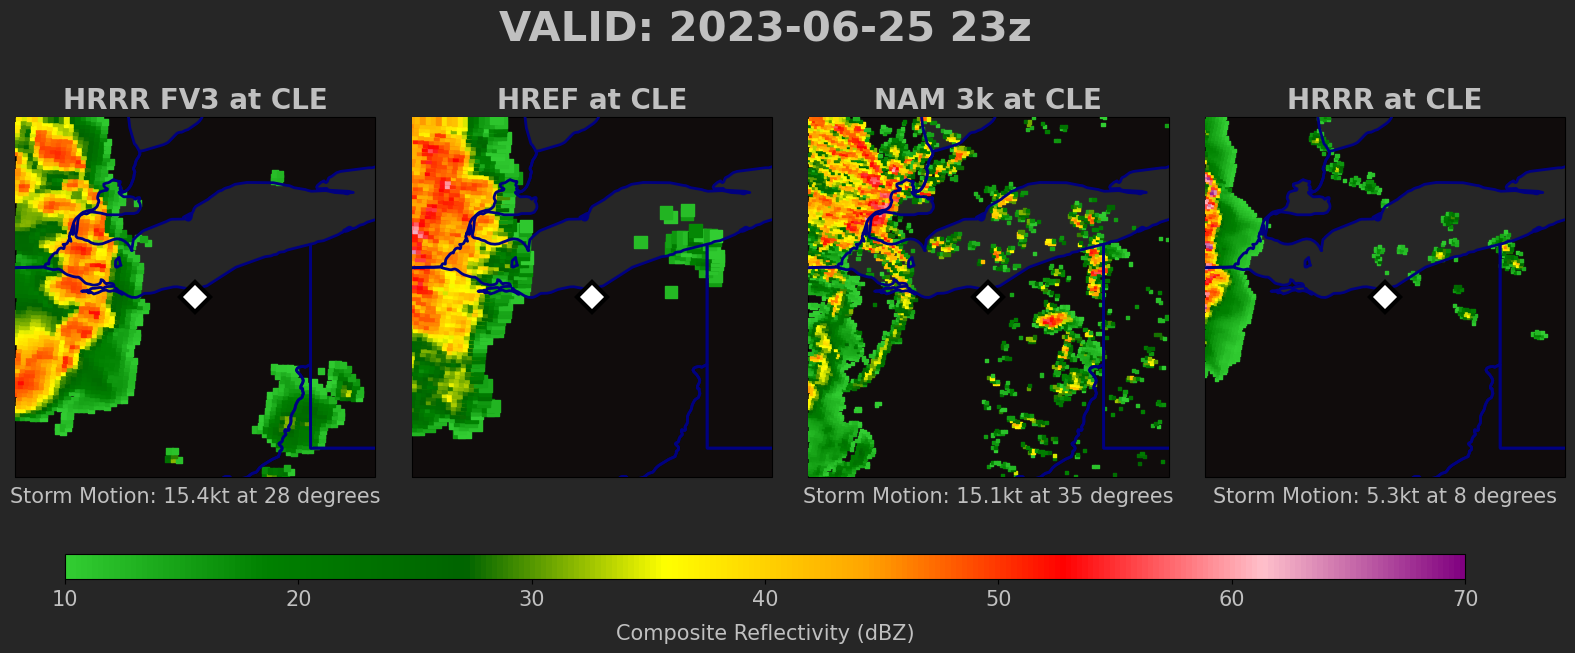 VALID: 2023-06-25 23z
HRRR FV3 at CLE
HREF at CLE
NAM 3k at CLE
HRRR at CLE
Storm Motion: 15.4kt at 28 degrees
Storm Motion: 15.1kt at 35 degrees
Storm Motion: 5.3kt at 8 degrees
10 20 30 40 50 60 70
Composite Reflectivity (dBZ)